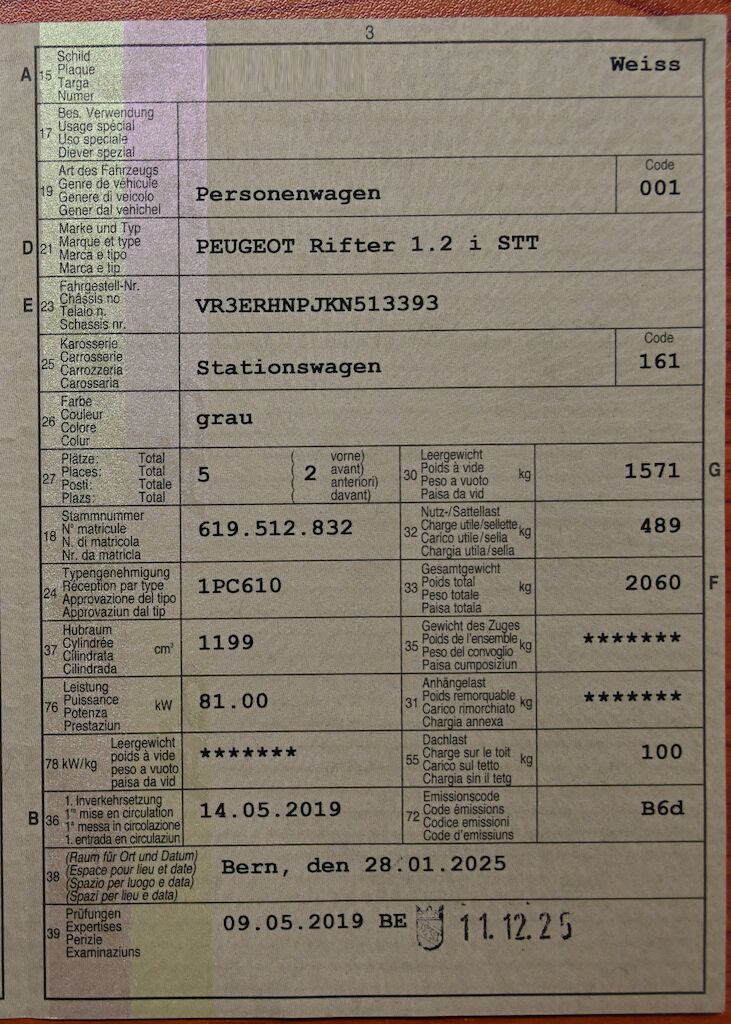 3
A 15 Schild
Plaque
Targa
Numer
Weiss
17 Bes. Verwendung
Usage spécial
Uso speciale
Diever spezial
19 Art des Fahrzeugs
Genre de véhicule
Genere di veicolo
Gener dal vehichel
Personenwagen
Code
001
D 21 Marke und Typ
Marque et type
Marca e tipo
Marca e tip
PEUGEOT Rifter 1.2 i STT
E 23 Fahrgestell-Nr.
Châssis no
Telaio n.
Schassis nr.
VR3ERHNPJKN513393
25 Karosserie
Carrosserie
Carrozzeria
Carossaria
Stationswagen
Code
161
26 Farbe
Couleur
Colore
Colur
grau
27 Plätze: Total
Places: Total
Posti: Totale
Plazs: Total
5 ( 2 vorne)
( avant)
( anteriori)
( davant)
30 Leergewicht
Poids à vide
Peso a vuoto
Paisa da vid
kg
1571 G
18 Stammnummer
N° matricule
N. di matricola
Nr. da matricla
619.512.832
32 Nutz-/Sattellast
Charge utile/sellette
Carico utile/sella
Chargia utila/sella
kg
489
24 Typengenehmigung
Réception par type
Approvazione del tipo
Approvaziun dal tip
1PC610
33 Gesamtgewicht
Poids total
Peso totale
Paisa totala
kg
2060 F
37 Hubraum
Cylindrée
Cilindrata
Cilindrada
cm³
1199
35 Gewicht des Zuges
Poids de l'ensemble
Peso del convoglio
Paisa cumposiziun
kg
*******
76 Leistung
Puissance
Potenza
Prestaziun
kW
81.00
31 Anhängelast
Poids remorquable
Carico rimorchiato
Chargia annexa
kg
*******
78 kW/kg Leergewicht
poids à vide
peso a vuoto
paisa da vid
*******
55 Dachlast
Charge sur le toit
Carico sul tetto
Chargia sin il tetg
kg
100
B 36 1. Inverkehrsetzung
1re mise en circulation
1a messa in circolazione
1. entrada en circulaziun
14.05.2019
72 Emissionscode
Code émissions
Codice emissioni
Code d'emissiuns
B6d
38 (Raum für Ort und Datum)
(Espace pour lieu et date)
(Spazio per luogo e data)
(Spazi per lieu e data)
Bern, den 28.01.2025
39 Prüfungen
Expertises
Perizie
Examinaziuns
09.05.2019 BE 11.12.25